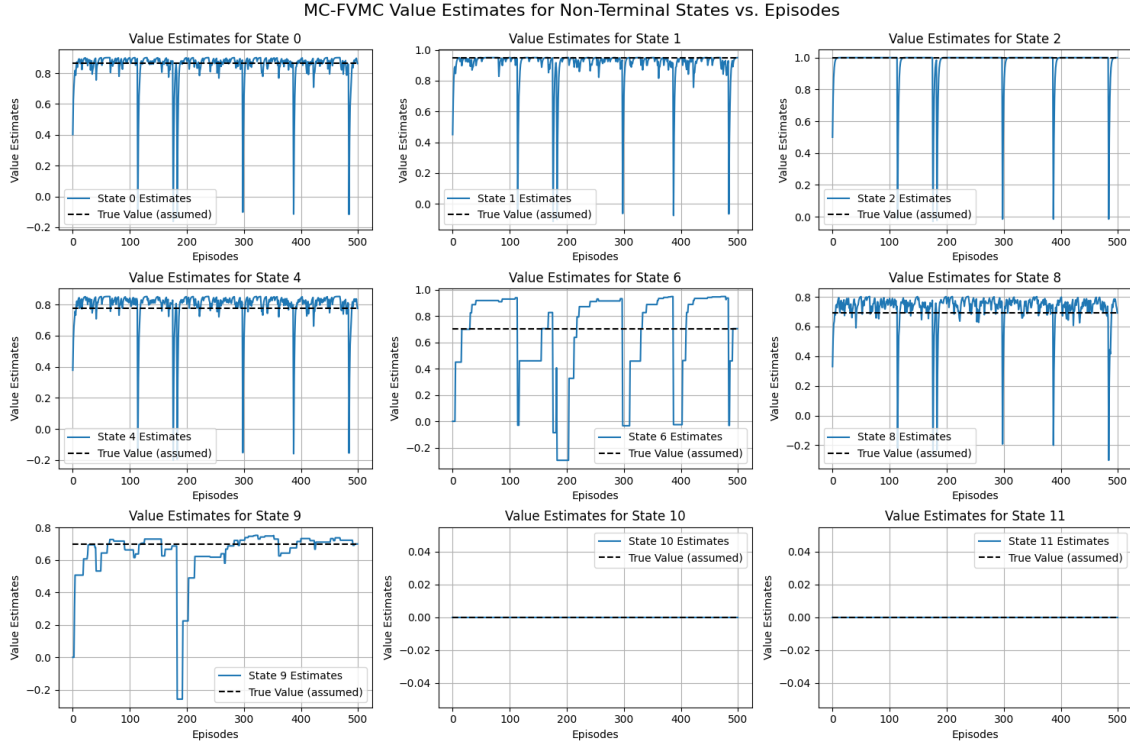 MC-FVMC Value Estimates for Non-Terminal States vs. Episodes
Value Estimates for State 0
Value Estimates
0.8
0.6
0.4
0.2
0.0
−0.2
State 0 Estimates
True Value (assumed)
0 100 200 300 400 500
Episodes
Value Estimates for State 1
Value Estimates
1.0
0.8
0.6
0.4
0.2
0.0
State 1 Estimates
True Value (assumed)
0 100 200 300 400 500
Episodes
Value Estimates for State 2
Value Estimates
1.0
0.8
0.6
0.4
0.2
0.0
State 2 Estimates
True Value (assumed)
0 100 200 300 400 500
Episodes
Value Estimates for State 4
Value Estimates
0.8
0.6
0.4
0.2
0.0
−0.2
State 4 Estimates
True Value (assumed)
0 100 200 300 400 500
Episodes
Value Estimates for State 6
Value Estimates
1.0
0.8
0.6
0.4
0.2
0.0
−0.2
State 6 Estimates
True Value (assumed)
0 100 200 300 400 500
Episodes
Value Estimates for State 8
Value Estimates
0.8
0.6
0.4
0.2
0.0
−0.2
State 8 Estimates
True Value (assumed)
0 100 200 300 400 500
Episodes
Value Estimates for State 9
Value Estimates
0.8
0.6
0.4
0.2
0.0
−0.2
State 9 Estimates
True Value (assumed)
0 100 200 300 400 500
Episodes
Value Estimates for State 10
Value Estimates
0.04
0.02
0.00
−0.02
−0.04
State 10 Estimates
True Value (assumed)
0 100 200 300 400 500
Episodes
Value Estimates for State 11
Value Estimates
0.04
0.02
0.00
−0.02
−0.04
State 11 Estimates
True Value (assumed)
0 100 200 300 400 500
Episodes